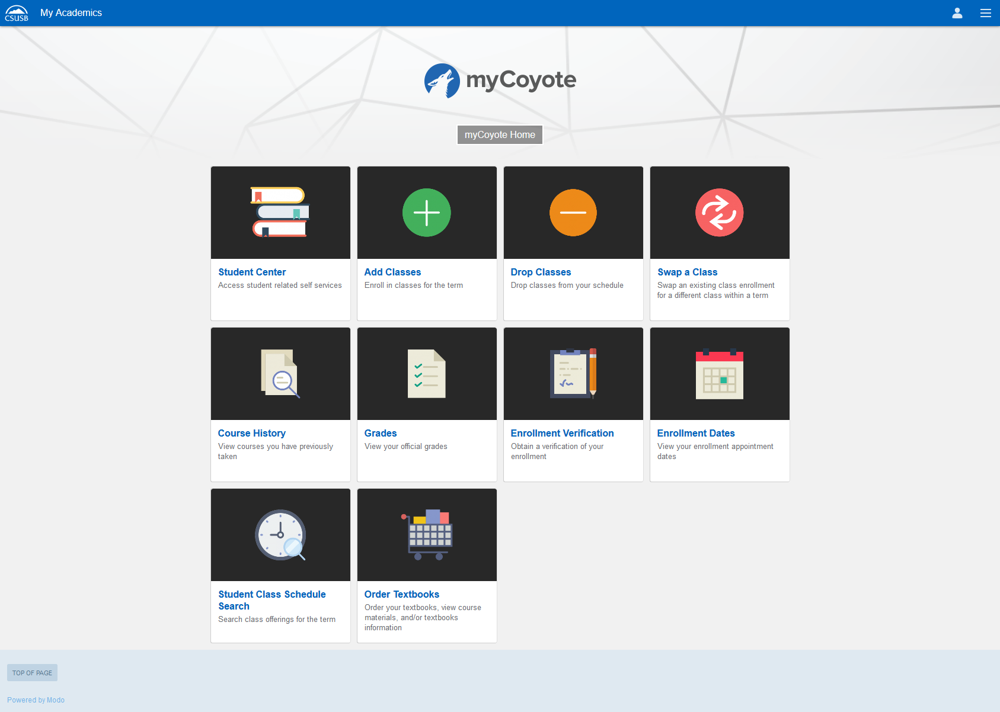 CSUSB
My Academics
myCoyote
myCoyote Home
Student Center
Access student related self services
Add Classes
Enroll in classes for the term
Drop Classes
Drop classes from your schedule
Swap a Class
Swap an existing class enrollment
for a different class within a term
Course History
View courses you have previously
taken
Grades
View your official grades
Enrollment Verification
Obtain a verification of your
enrollment
Enrollment Dates
View your enrollment appointment
dates
Student Class Schedule
Search
Search class offerings for the term
Order Textbooks
Order your textbooks, view course
materials, and/or textbooks
information
TOP OF PAGE
Powered by Modo